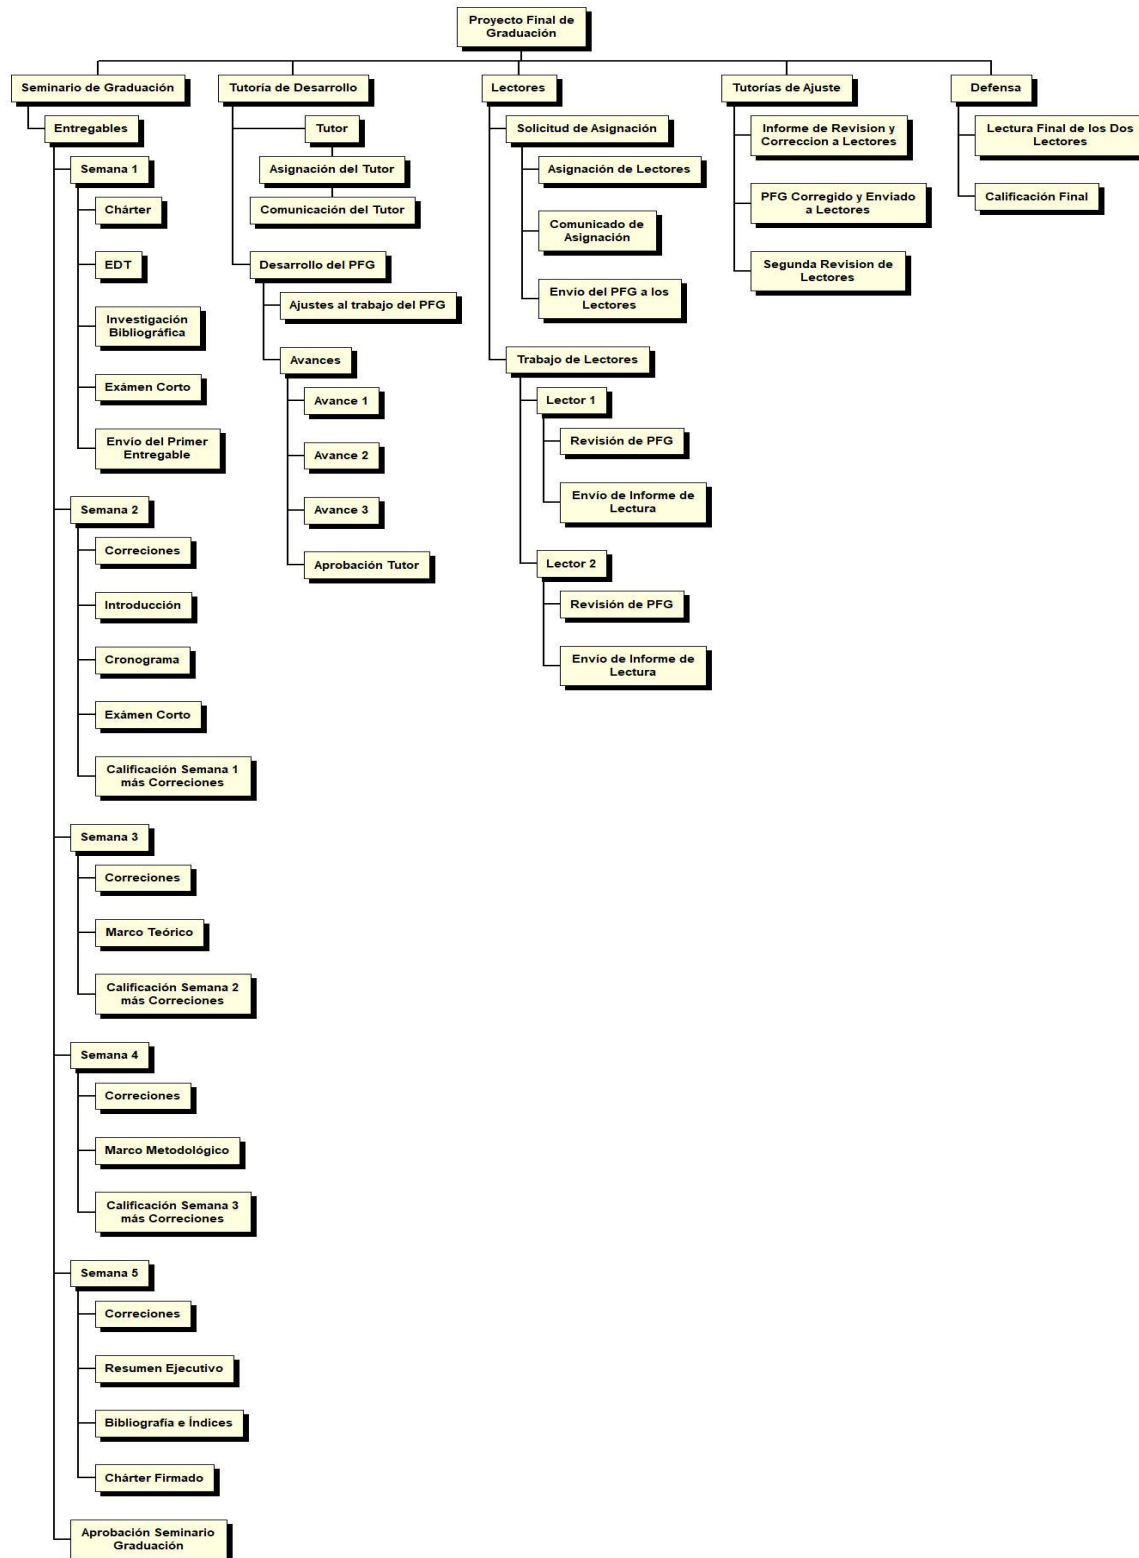 Proyecto Final de
Graduación
Seminario de Graduación
Entregables
Semana 1
Chárter
EDT
Investigación
Bibliográfica
Exámen Corto
Envío del Primer
Entregable
Semana 2
Correciones
Introducción
Cronograma
Exámen Corto
Calificación Semana 1
más Correciones
Semana 3
Correciones
Marco Teórico
Calificación Semana 2
más Correciones
Semana 4
Correciones
Marco Metodológico
Calificación Semana 3
más Correciones
Semana 5
Correciones
Resumen Ejecutivo
Bibliografía e Índices
Chárter Firmado
Aprobación Seminario
Graduación
Tutoría de Desarrollo
Tutor
Asignación del Tutor
Comunicación del Tutor
Desarrollo del PFG
Ajustes al trabajo del PFG
Avances
Avance 1
Avance 2
Avance 3
Aprobación Tutor
Lectores
Solicitud de Asignación
Asignación de Lectores
Comunicado de
Asignación
Envio del PFG a los
Lectores
Trabajo de Lectores
Lector 1
Revisión de PFG
Envío de Informe de
Lectura
Lector 2
Revisión de PFG
Envío de Informe de
Lectura
Tutorías de Ajuste
Informe de Revision y
Correccion a Lectores
PFG Corregido y Enviado
a Lectores
Segunda Revision de
Lectores
Defensa
Lectura Final de los Dos
Lectores
Calificación Final